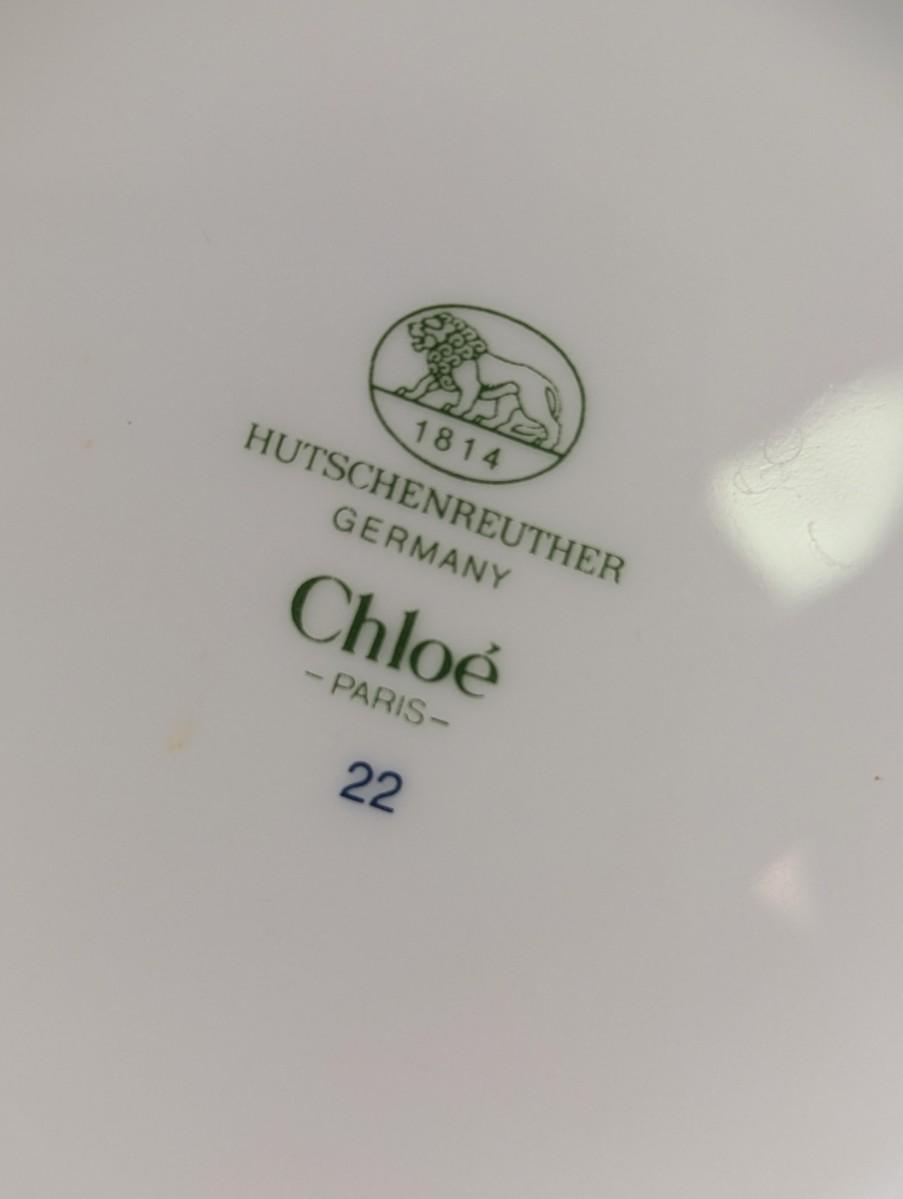 1814
HUTSCHENREUTHER
GERMANY
Chloé
- PARIS -
22